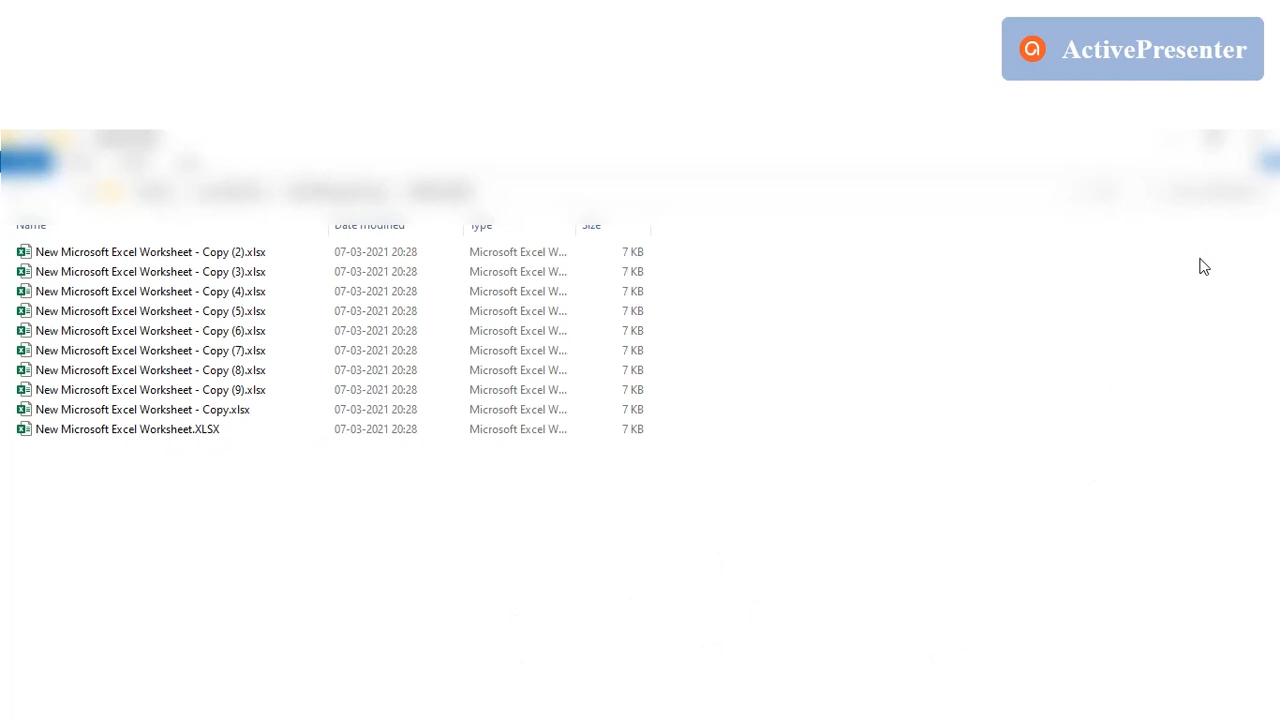 ActivePresenter
Name Date modified Type Size
New Microsoft Excel Worksheet - Copy (2).xlsx 07-03-2021 20:28 Microsoft Excel W... 7 KB
New Microsoft Excel Worksheet - Copy (3).xlsx 07-03-2021 20:28 Microsoft Excel W... 7 KB
New Microsoft Excel Worksheet - Copy (4).xlsx 07-03-2021 20:28 Microsoft Excel W... 7 KB
New Microsoft Excel Worksheet - Copy (5).xlsx 07-03-2021 20:28 Microsoft Excel W... 7 KB
New Microsoft Excel Worksheet - Copy (6).xlsx 07-03-2021 20:28 Microsoft Excel W... 7 KB
New Microsoft Excel Worksheet - Copy (7).xlsx 07-03-2021 20:28 Microsoft Excel W... 7 KB
New Microsoft Excel Worksheet - Copy (8).xlsx 07-03-2021 20:28 Microsoft Excel W... 7 KB
New Microsoft Excel Worksheet - Copy (9).xlsx 07-03-2021 20:28 Microsoft Excel W... 7 KB
New Microsoft Excel Worksheet - Copy.xlsx 07-03-2021 20:28 Microsoft Excel W... 7 KB
New Microsoft Excel Worksheet.XLSX 07-03-2021 20:28 Microsoft Excel W... 7 KB